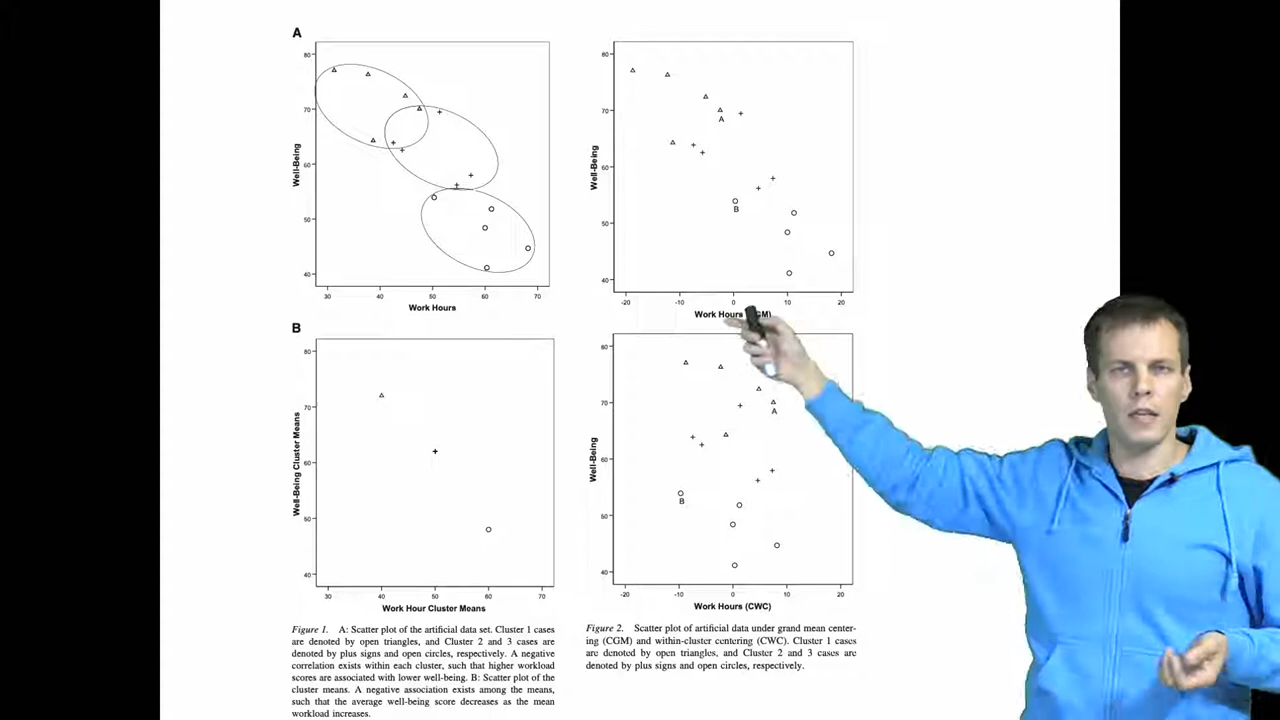 A
80
70
60
50
40
Well-Being
30
40
50
60
70
Work Hours
B
80
70
60
50
40
Well-Being Cluster Means
30
40
50
60
70
Work Hour Cluster Means
Figure 1. A: Scatter plot of the artificial data set. Cluster 1 cases
are denoted by open triangles, and Cluster 2 and 3 cases are
denoted by plus signs and open circles, respectively. A negative
correlation exists within each cluster, such that higher workload
scores are associated with lower well-being. B: Scatter plot of the
cluster means. A negative association exists among the means,
such that the average well-being score decreases as the mean
workload increases.
80
70
60
50
40
Well-Being
A
B
-20
-10
0
10
20
Work Hours
80
70
60
50
40
Well-Being
A
B
-20
-10
0
10
20
Work Hours (CWC)
Figure 2. Scatter plot of artificial data under grand mean center-
ing (CGM) and within-cluster centering (CWC). Cluster 1 cases
are denoted by open triangles, and Cluster 2 and 3 cases are
denoted by plus signs and open circles, respectively.